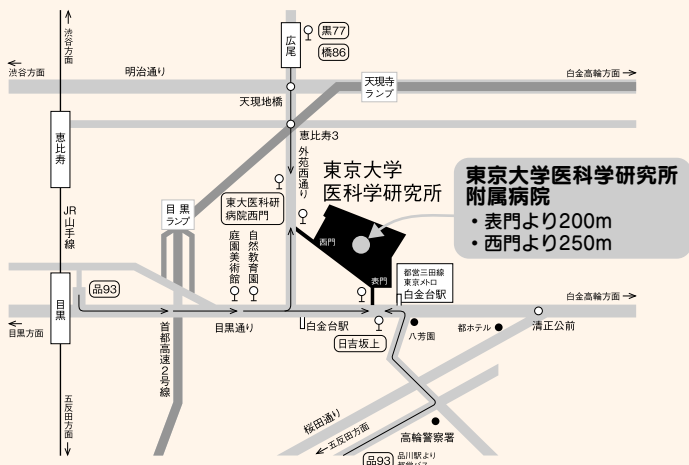 渋谷方面
渋谷方面
明治通り
広尾
黒77
橋86
天現寺
ランプ
白金高輪方面
天現地橋
恵比寿
恵比寿3
外苑西通り
東京大学
医科学研究所
東京大学医科学研究所
附属病院
・表門より200m
・西門より250m
目黒
ランプ
東大医科研
病院西門
西門
表門
JR山手線
庭園美術館
自然教育園
都営三田線
東京メトロ
白金台駅
品93
目黒
目黒方面
目黒通り
白金台駅
日吉坂上
八芳園
都ホテル
清正公前
白金高輪方面
首都高速2号線
五反田方面
桜田通り
五反田方面
高輪警察署
品93
品川駅より